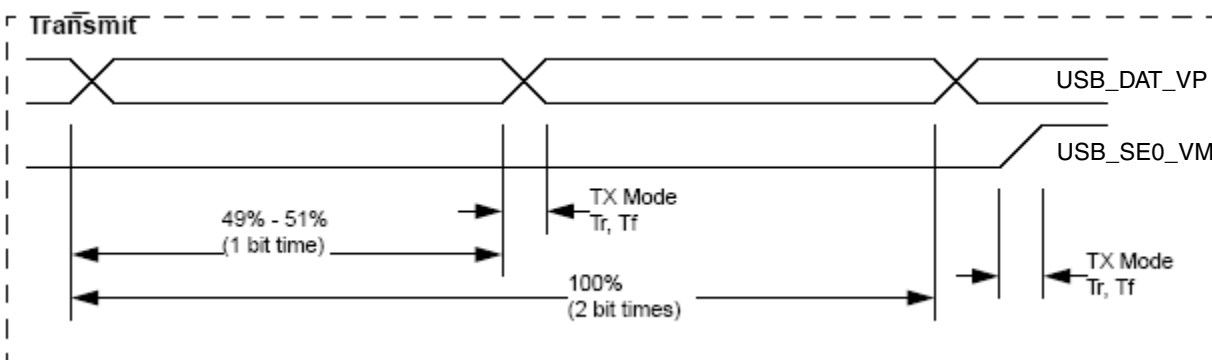 Transmit
USB_DAT_VP
USB_SE0_VM
TX Mode
Tr, Tf
49% - 51%
(1 bit time)
TX Mode
Tr, Tf
100%
(2 bit times)